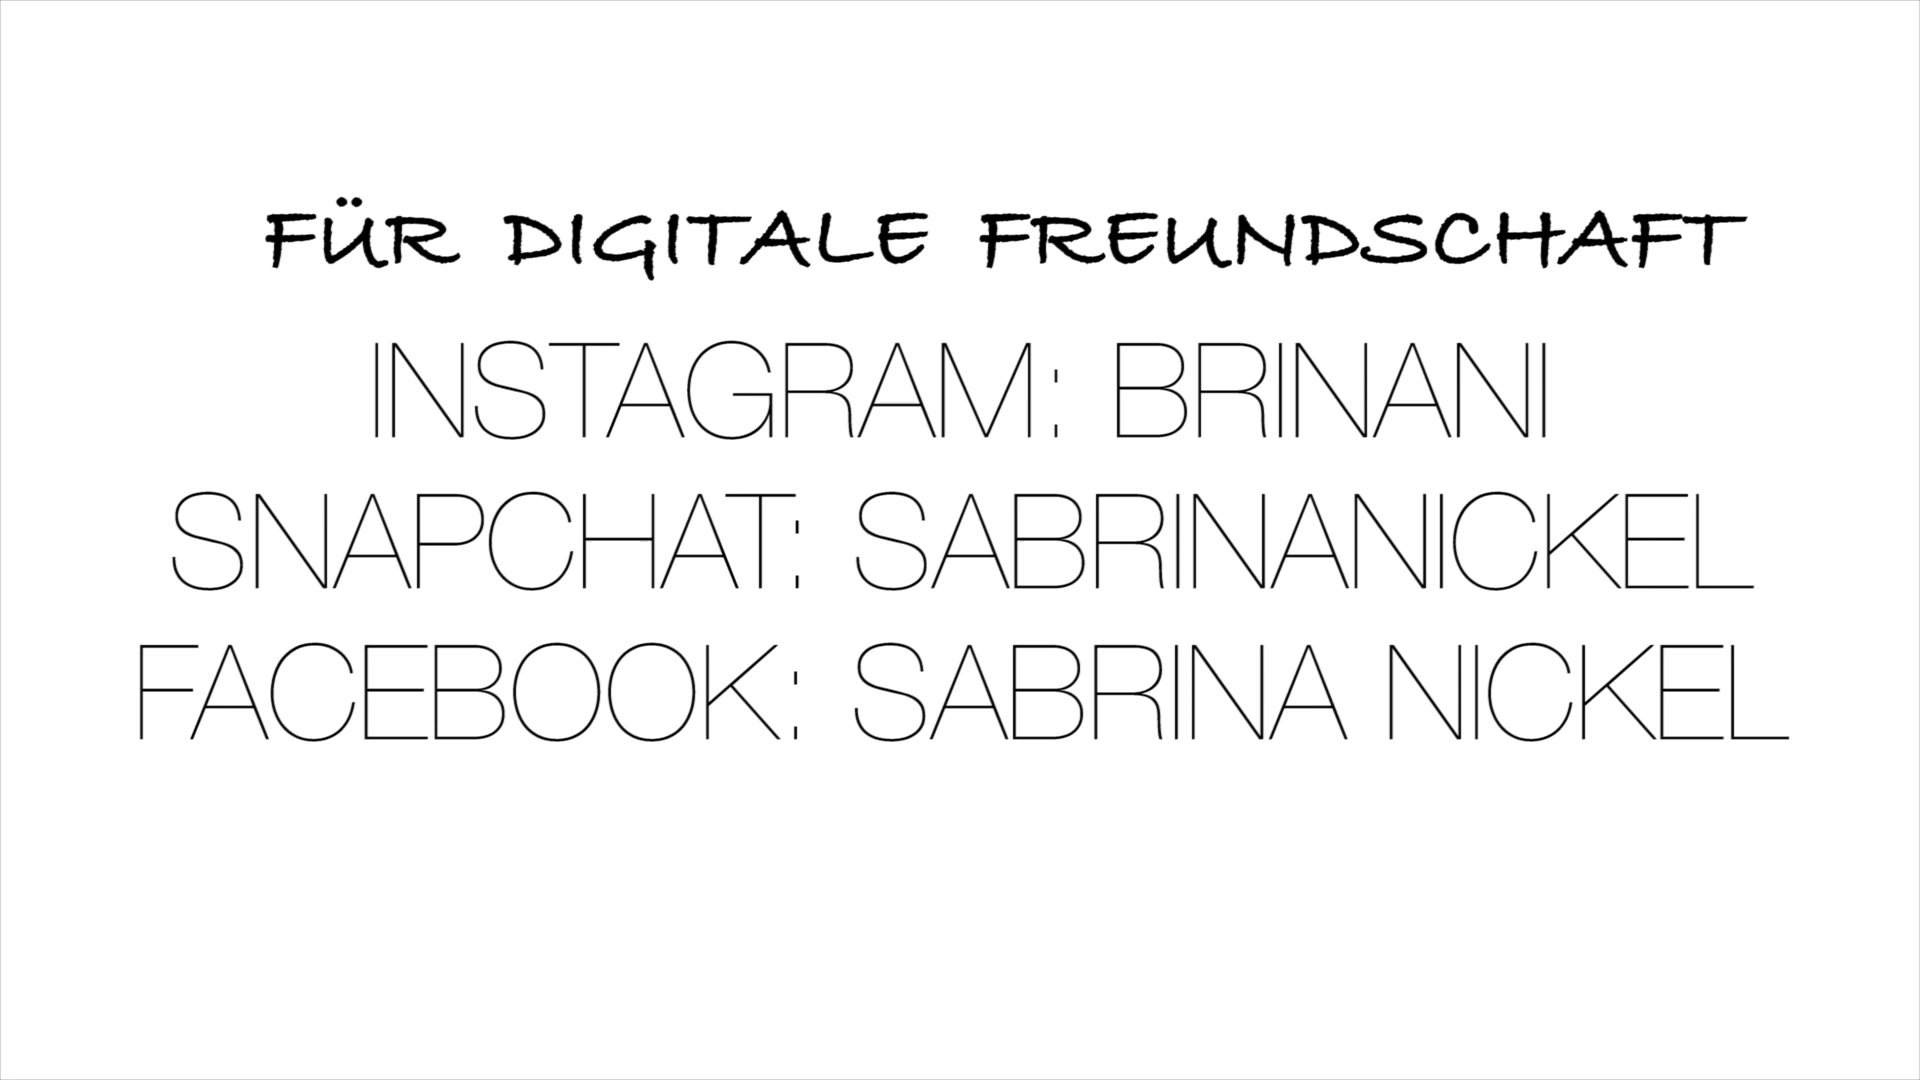 FÜR DIGITALE FREUNDSCHAFT
INSTAGRAM: BRINANI
SNAPCHAT: SABRINANICKEL
FACEBOOK: SABRINA NICKEL